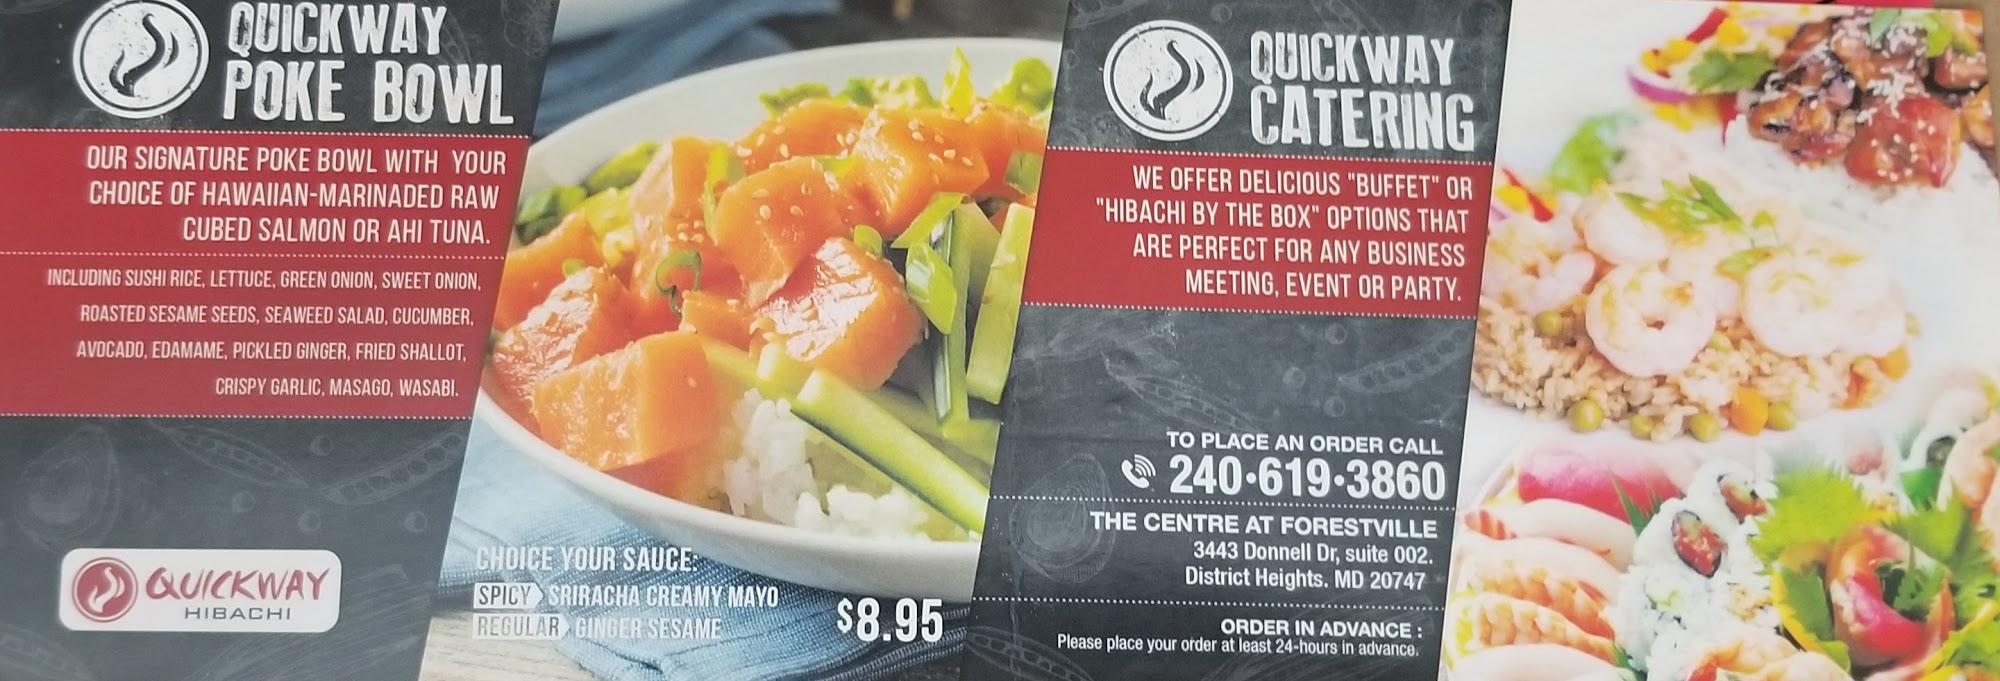 QUICKWAY
POKE BOWL
OUR SIGNATURE POKE BOWL WITH YOUR
CHOICE OF HAWAIIAN-MARINADED RAW
CUBED SALMON OR AHI TUNA.
INCLUDING SUSHI RICE, LETTUCE, GREEN ONION, SWEET ONION,
ROASTED SESAME SEEDS, SEAWEED SALAD, CUCUMBER,
AVOCADO, EDAMAME, PICKLED GINGER, FRIED SHALLOT,
CRISPY GARLIC, MASAGO, WASABI.
QUICKWAY
HIBACHI
CHOICE YOUR SAUCE:
SPICY SRIRACHA CREAMY MAYO
REGULAR GINGER SESAME
$8.95
QUICKWAY
CATERING
WE OFFER DELICIOUS "BUFFET" OR
"HIBACHI BY THE BOX" OPTIONS THAT
ARE PERFECT FOR ANY BUSINESS
MEETING, EVENT OR PARTY.
TO PLACE AN ORDER CALL
240•619•3860
THE CENTRE AT FORESTVILLE
3443 Donnell Dr, suite 002.
District Heights. MD 20747
ORDER IN ADVANCE :
Please place your order at least 24-hours in advance.